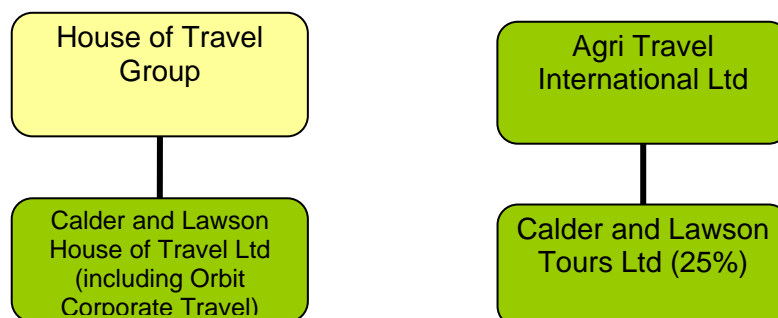 House of Travel
Group
Agri Travel
International Ltd
Calder and Lawson
House of Travel Ltd
(including Orbit
Corporate Travel)
Calder and Lawson
Tours Ltd (25%)